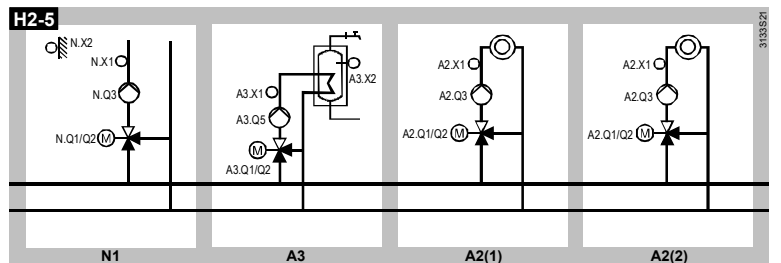 H2-5
3133S21
N.X2
N.X1
N.Q3
N.Q1/Q2
M
A3.X1
A3.X2
A3.Q5
M
A3.Q1/Q2
A2.X1
A2.Q3
A2.Q1/Q2
M
A2.X1
A2.Q3
A2.Q1/Q2
M
N1
A3
A2(1)
A2(2)